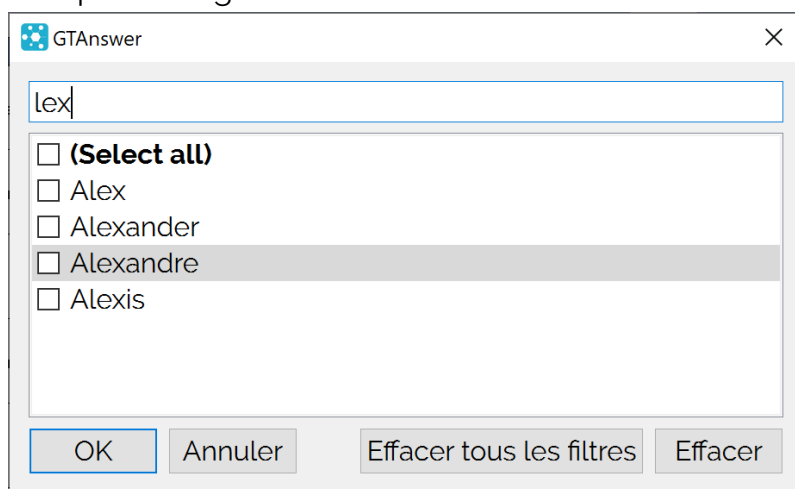 GTAnswer
lex
(Select all)
Alex
Alexander
Alexandre
Alexis
OK Annuler Effacer tous les filtres Effacer